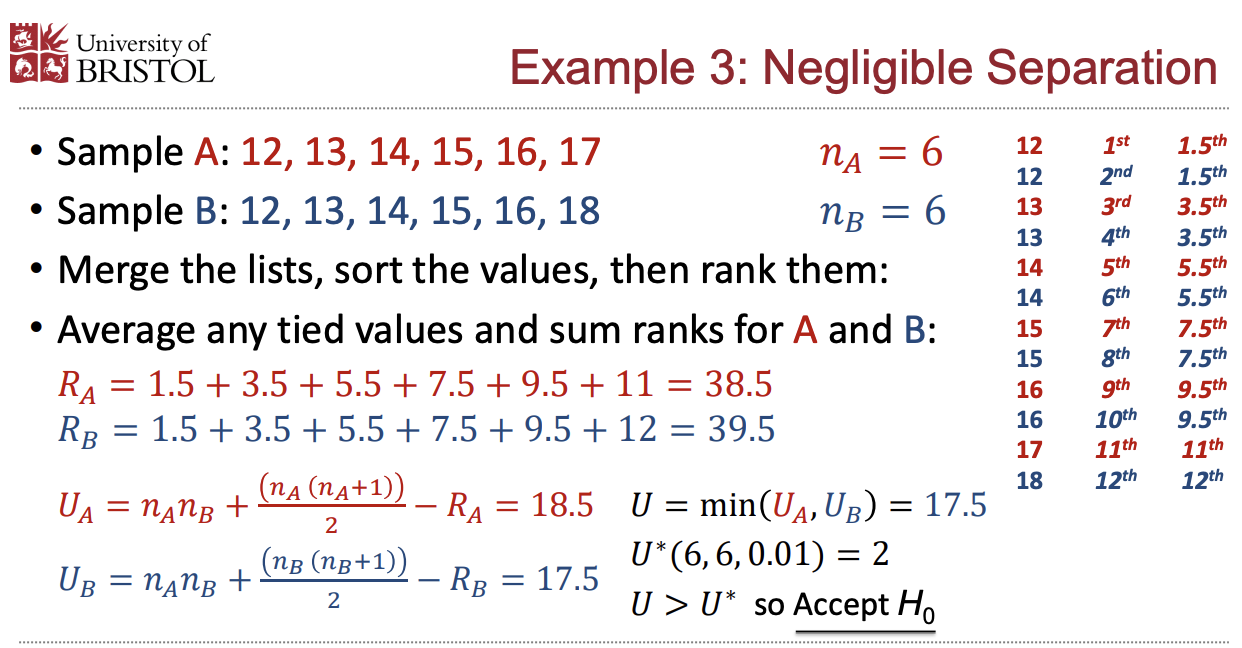 University of
BRISTOL
Example 3: Negligible Separation
• Sample A: 12, 13, 14, 15, 16, 17
n_A = 6
• Sample B: 12, 13, 14, 15, 16, 18
n_B = 6
• Merge the lists, sort the values, then rank them:
• Average any tied values and sum ranks for A and B:
R_A = 1.5 + 3.5 + 5.5 + 7.5 + 9.5 + 11 = 38.5
R_B = 1.5 + 3.5 + 5.5 + 7.5 + 9.5 + 12 = 39.5
U_A = n_A n_B + (n_A (n_A+1))/2 − R_A = 18.5
U_B = n_A n_B + (n_B (n_B+1))/2 − R_B = 17.5
U = min(U_A, U_B) = 17.5
U*(6, 6, 0.01) = 2
U > U* so Accept H₀
12 1st 1.5th
12 2nd 1.5th
13 3rd 3.5th
13 4th 3.5th
14 5th 5.5th
14 6th 5.5th
15 7th 7.5th
15 8th 7.5th
16 9th 9.5th
16 10th 9.5th
17 11th 11th
18 12th 12th